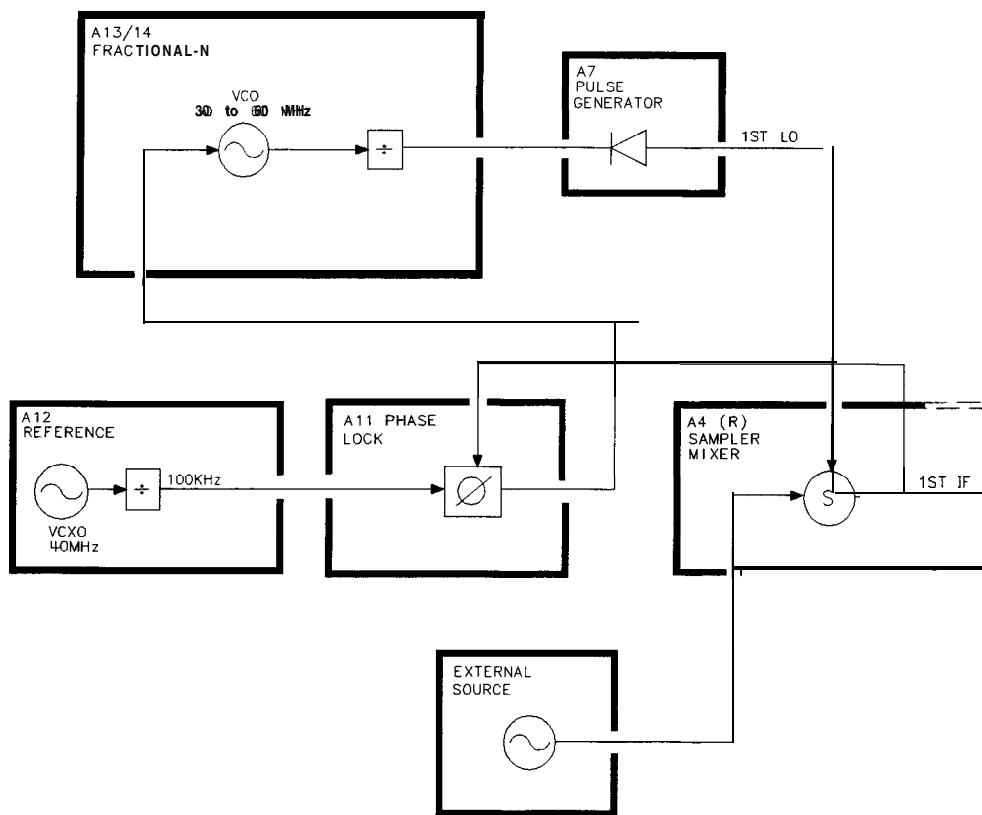 A13/14
FRACTIONAL-N
VCO
30 to 60 MHz
÷
A7
PULSE
GENERATOR
1ST LO
A12
REFERENCE
÷
100KHz
VCXO
40MHz
A11 PHASE
LOCK
A4 (R)
SAMPLER
MIXER
S
1ST IF
EXTERNAL
SOURCE